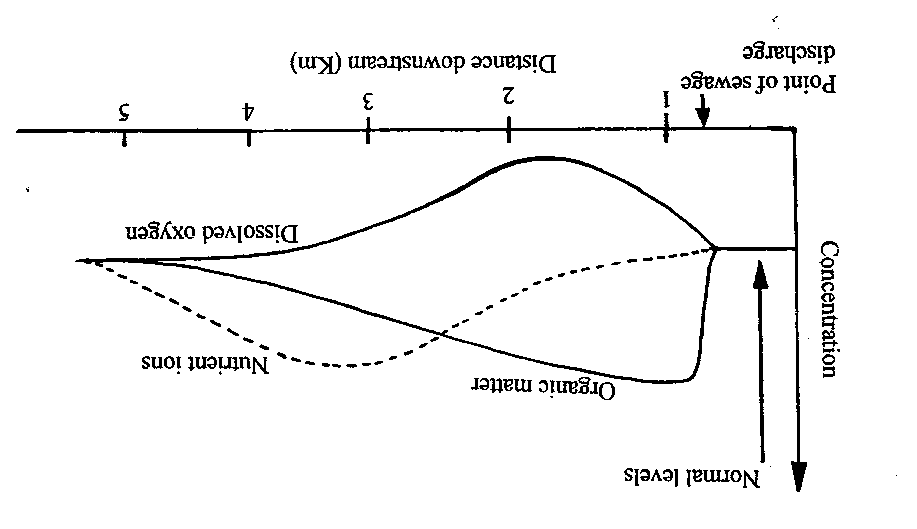 Normal levels
Concentration
Organic matter
Nutrient ions
Dissolved oxygen
1
2
3
4
5
Point of sewage
discharge
Distance downstream (Km)